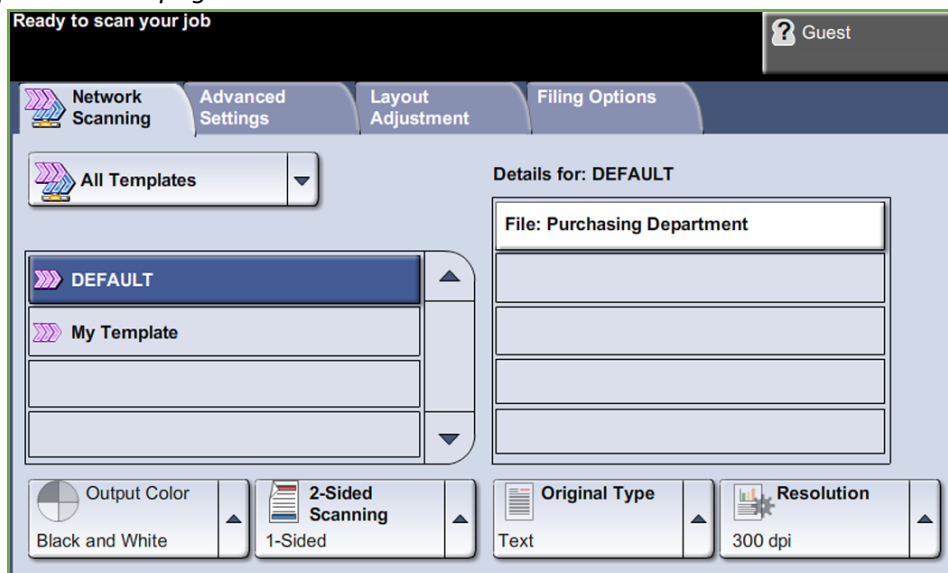 Ready to scan your job
Guest
Network
Scanning
Advanced
Settings
Layout
Adjustment
Filing Options
All Templates
Details for: DEFAULT
File: Purchasing Department
DEFAULT
My Template
Output Color
Black and White
2-Sided
Scanning
1-Sided
Original Type
Text
Resolution
300 dpi